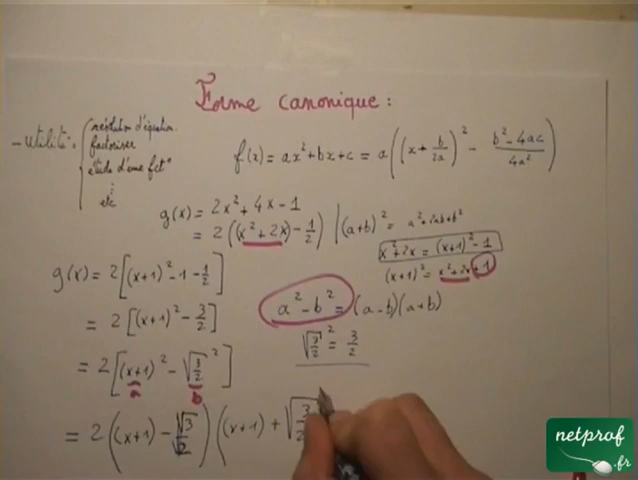 Forme canonique :
- Utilité :
résolution d'équation.
factoriser
étude d'une fct°
⋮
etc
f(x) = ax² + bx + c = a((x + b/2a)² - b² - 4ac/4a²)
g(x) = 2x² + 4x - 1
= 2((x² + 2x) - 1/2)
(a+b)² = a² + 2ab + b²
x² + 2x = (x+1)² - 1
(x+1)² = x² + 2x + 1
g(x) = 2[(x+1)² - 1 - 1/2]
= 2[(x+1)² - 3/2]
= 2[(x+1)² - √(3/2)²]
a b
a² - b² = (a-b)(a+b)
√(3/2)² = 3/2
= 2((x+1) - √3/√2)((x+1) + √(3/2)
netprof
.fr